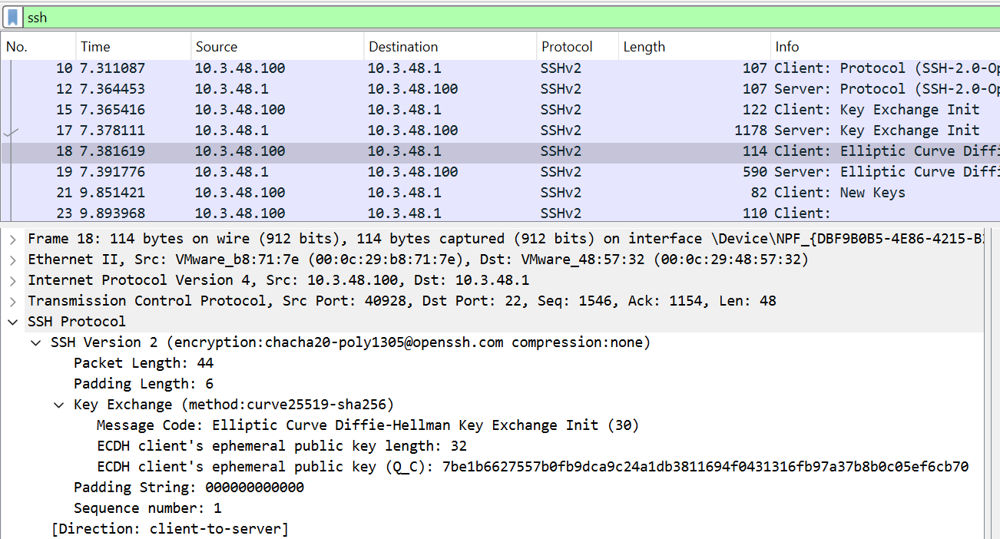 ssh
No. Time Source Destination Protocol Length Info
10 7.311087 10.3.48.100 10.3.48.1 SSHv2 107 Client: Protocol (SSH-2.0-Op
12 7.364453 10.3.48.1 10.3.48.100 SSHv2 107 Server: Protocol (SSH-2.0-Op
15 7.365416 10.3.48.100 10.3.48.1 SSHv2 122 Client: Key Exchange Init
17 7.378111 10.3.48.1 10.3.48.100 SSHv2 1178 Server: Key Exchange Init
18 7.381619 10.3.48.100 10.3.48.1 SSHv2 114 Client: Elliptic Curve Diffi
19 7.391776 10.3.48.1 10.3.48.100 SSHv2 590 Server: Elliptic Curve Diffi
21 9.851421 10.3.48.100 10.3.48.1 SSHv2 82 Client: New Keys
23 9.893968 10.3.48.100 10.3.48.1 SSHv2 110 Client:
Frame 18: 114 bytes on wire (912 bits), 114 bytes captured (912 bits) on interface \Device\NPF_{DBF9B0B5-4E86-4215-B
Ethernet II, Src: VMware_b8:71:7e (00:0c:29:b8:71:7e), Dst: VMware_48:57:32 (00:0c:29:48:57:32)
Internet Protocol Version 4, Src: 10.3.48.100, Dst: 10.3.48.1
Transmission Control Protocol, Src Port: 40928, Dst Port: 22, Seq: 1546, Ack: 1154, Len: 48
SSH Protocol
SSH Version 2 (encryption:chacha20-poly1305@openssh.com compression:none)
Packet Length: 44
Padding Length: 6
Key Exchange (method:curve25519-sha256)
Message Code: Elliptic Curve Diffie-Hellman Key Exchange Init (30)
ECDH client's ephemeral public key length: 32
ECDH client's ephemeral public key (Q_C): 7be1b6627557b0fb9dca9c24a1db3811694f0431316fb97a37b8b0c05ef6cb70
Padding String: 000000000000
Sequence number: 1
[Direction: client-to-server]